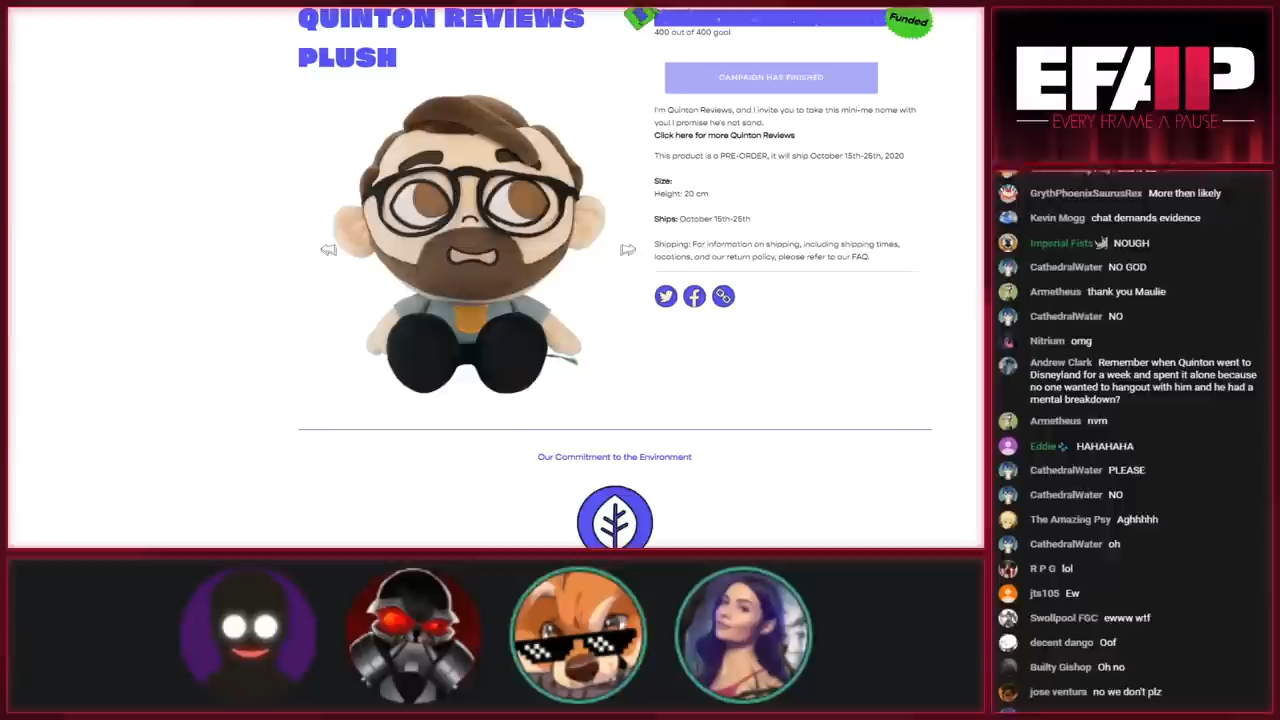 QUINTON REVIEWS
PLUSH
Funded
400 out of 400 goal
CAMPAIGN HAS FINISHED
I'm Quinton Reviews, and I invite you to take this mini-me home with
you! I promise he's not sand.
Click here for more Quinton Reviews
This product is a PRE-ORDER, it will ship October 15th-25th, 2020
Size:
Height: 20 cm
Ships: October 15th-25th
Shipping: For information on shipping, including shipping times,
locations, and our return policy, please refer to our FAQ.
Our Commitment to the Environment
EFAP
EVERY FRAME A PAUSE
GrythPhoenixSaurusRex More then likely
Kevin Mogg chat demands evidence
Imperial Fists NOUGH
CathedralWater NO GOD
Armetheus thank you Maulie
CathedralWater NO
Nitrium omg
Andrew Clark Remember when Quinton went to
Disneyland for a week and spent it alone because
no one wanted to hangout with him and he had a
mental breakdown?
Armetheus nvm
Eddie HAHAHAHA
CathedralWater PLEASE
CathedralWater NO
The Amazing Psy Aghhhhh
CathedralWater oh
R P G lol
jts105 Ew
Swollpool FGC ewww wtf
decent dango Oof
Builty Gishop Oh no
jose ventura no we don't plz